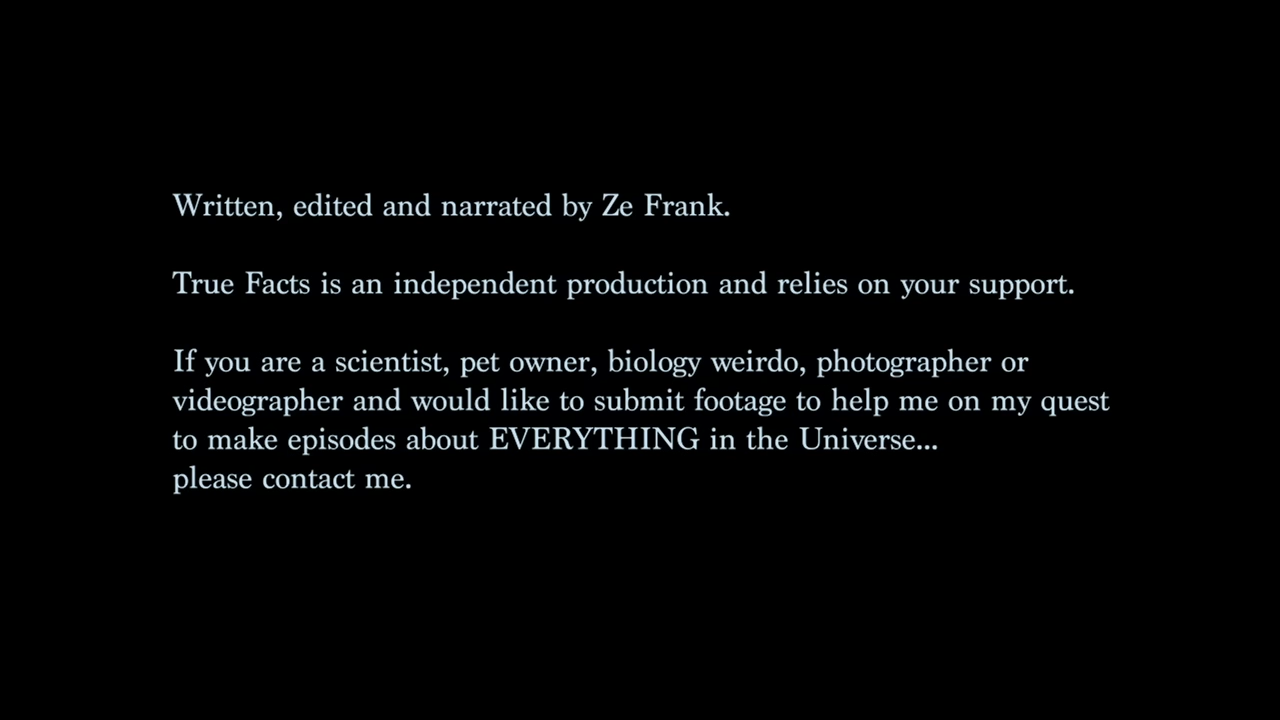 Written, edited and narrated by Ze Frank.
True Facts is an independent production and relies on your support.
If you are a scientist, pet owner, biology weirdo, photographer or
videographer and would like to submit footage to help me on my quest
to make episodes about EVERYTHING in the Universe...
please contact me.